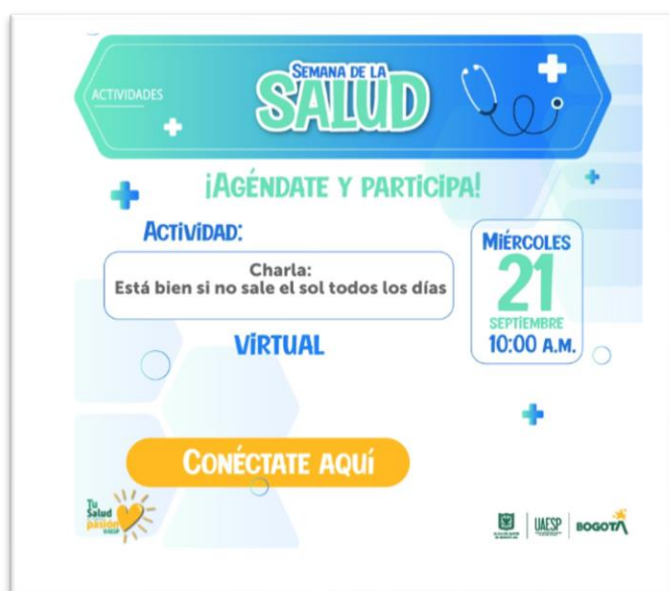 ACTIVIDADES
SEMANA DE LA
SALUD
¡AGÉNDATE Y PARTICIPA!
ACTIVIDAD:
Charla:
Está bien si no sale el sol todos los días
VIRTUAL
MIÉRCOLES
21
SEPTIEMBRE
10:00 A.M.
CONÉCTATE AQUÍ
Tu
Salud
pasión
UAESP
BOGOTÁ